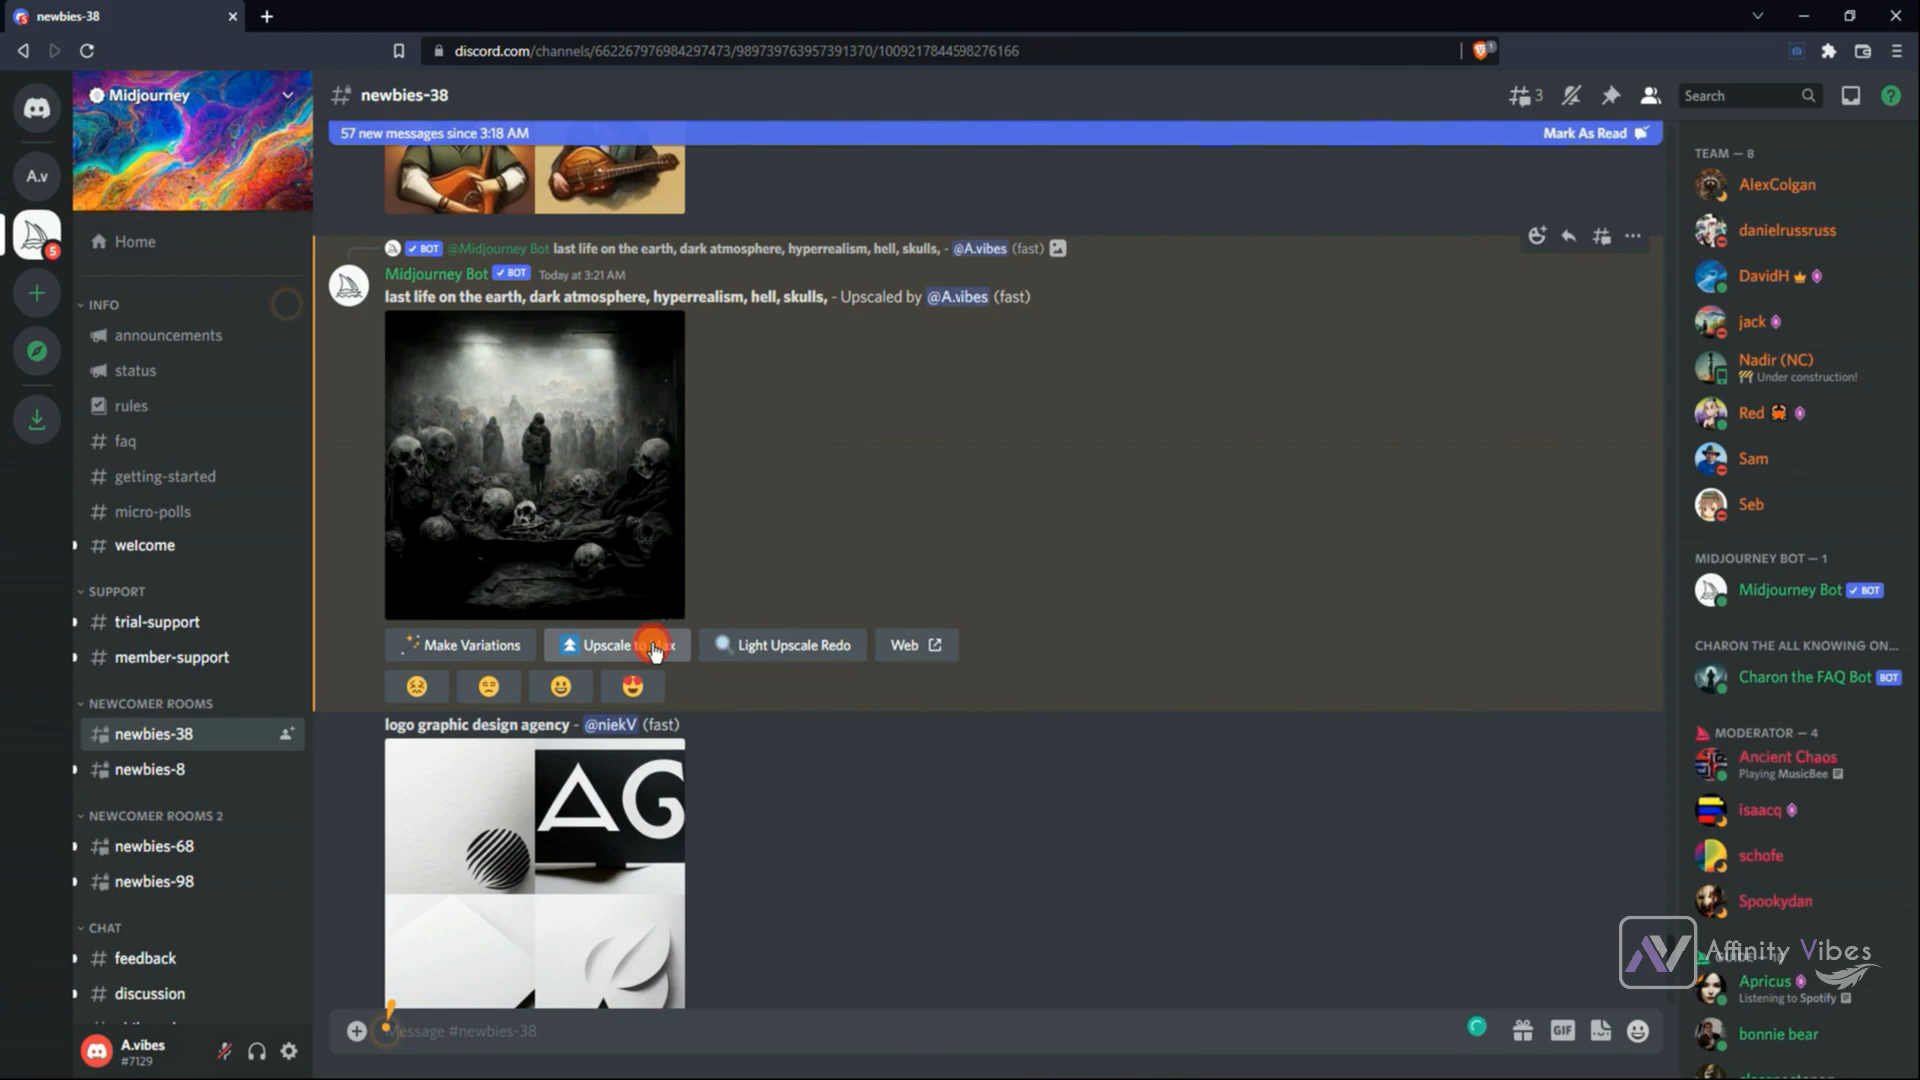 newbies-38
discord.com/channels/662267976984297473/989739763957391370/1009217844598276166
1
Midjourney
newbies-38
3
Search
57 new messages since 3:18 AM
Mark As Read
A.v
5
Home
INFO
announcements
status
rules
faq
getting-started
micro-polls
welcome
SUPPORT
trial-support
member-support
NEWCOMER ROOMS
newbies-38
newbies-8
NEWCOMER ROOMS 2
newbies-68
newbies-98
CHAT
feedback
discussion
A.vibes
#7129
BOT @Midjourney Bot last life on the earth, dark atmosphere, hyperrealism, hell, skulls, - @A.vibes (fast)
Midjourney Bot BOT Today at 3:21 AM
last life on the earth, dark atmosphere, hyperrealism, hell, skulls, - Upscaled by @A.vibes (fast)
Make Variations
Upscale to Max
Light Upscale Redo
Web
logo graphic design agency - @niekV (fast)
AG
Message #newbies-38
GIF
TEAM — 8
AlexColgan
danielrussruss
DavidH
jack
Nadir (NC)
Under construction!
Red
Sam
Seb
MIDJOURNEY BOT — 1
Midjourney Bot BOT
CHARON THE ALL KNOWING ON...
Charon the FAQ Bot BOT
MODERATOR — 4
Ancient Chaos
Playing MusicBee
isaacq
schofe
Spookydan
Affinity Vibes
Apricus
Listening to Spotify
bonnie bear